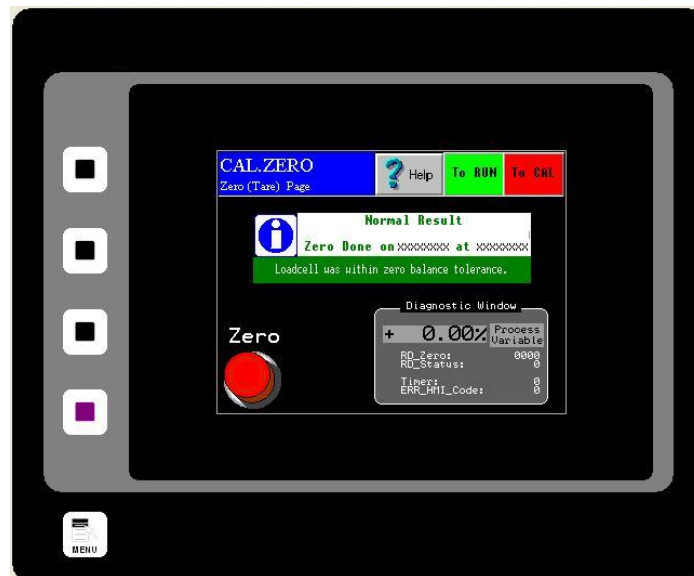 CAL.ZERO
Zero (Tare) Page
Help
To RUN
To CAL
Normal Result
Zero Done on xxxxxxxx at xxxxxxxx
Loadcell was within zero balance tolerance.
Zero
Diagnostic Window
+ 0.00% Process Variable
RD_Zero: 0000
RD_Status: 0
Timer: 0
ERR_HMI_Code: 0
MENU